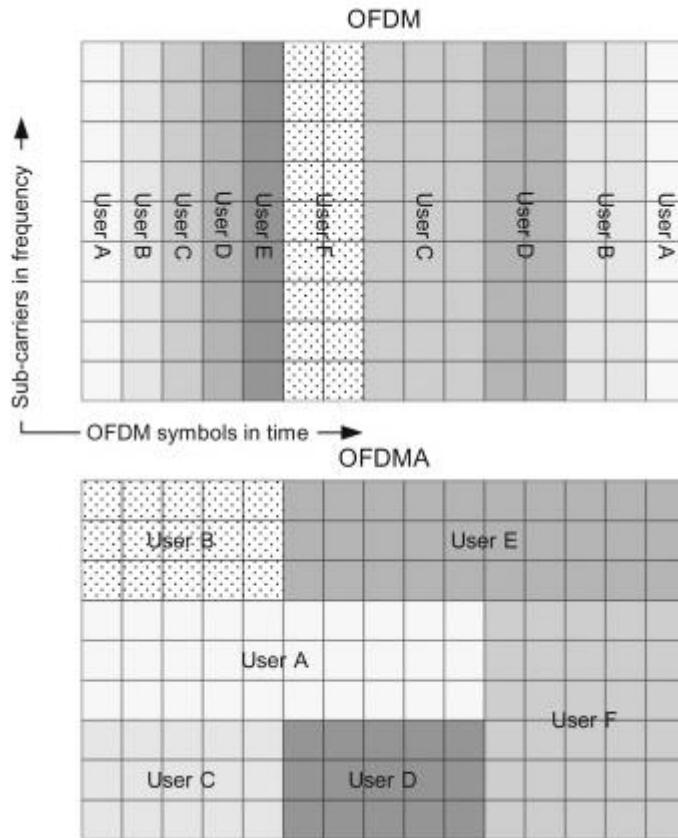 OFDM
Sub-carriers in frequency
User A
User B
User C
User D
User E
User F
User C
User D
User B
User A
OFDM symbols in time
OFDMA
User B
User E
User A
User F
User C
User D